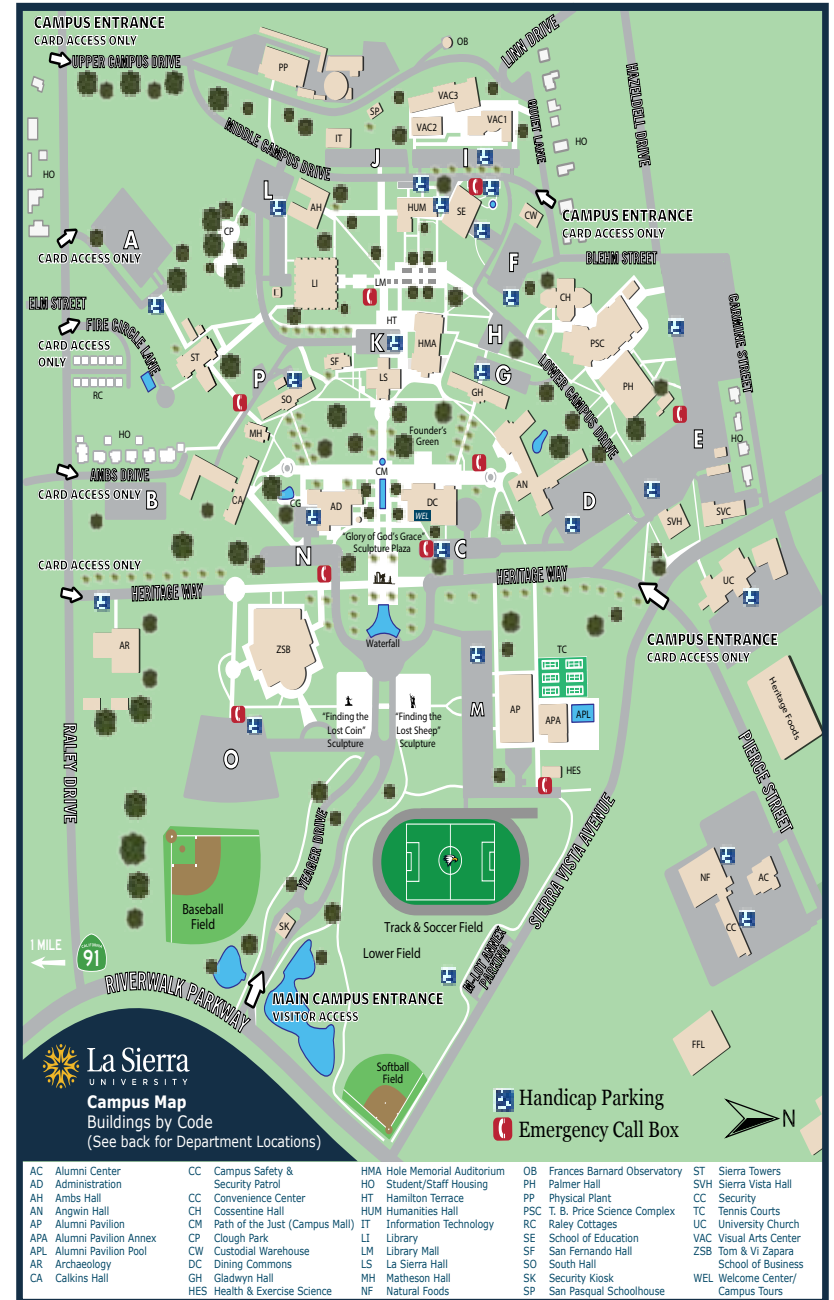 CAMPUS ENTRANCE
CARD ACCESS ONLY
UPPER CAMPUS DRIVE
PP
OB
LINN DRIVE
HAZELDELL DRIVE
VAC3
SP
VAC2
VAC1
QUIET LANE
IT
MIDDLE CAMPUS DRIVE
HO
J
I
HO
L
AH
HUM
SE
CW
CAMPUS ENTRANCE
CARD ACCESS ONLY
A
CP
CARD ACCESS ONLY
F
BLEHM STREET
LI
LM
CH
ELM STREET
FIRE CIRCLE LANE
CARD ACCESS
ONLY
HT
K
HMA
H
PSC
CARMINE STREET
ST
SF
LS
G
GH
LOWER CAMPUS DRIVE
PH
RC
P
SO
Founder's
Green
HO
MH
E
HO
AMBS DRIVE
CARD ACCESS ONLY
CM
AN
B
CA
CG
AD
DC
WEL
D
SVH
SVC
"Glory of God's Grace"
Sculpture Plaza
N
C
CARD ACCESS ONLY
HERITAGE WAY
HERITAGE WAY
UC
CAMPUS ENTRANCE
CARD ACCESS ONLY
AR
ZSB
Waterfall
TC
Heritage Foods
M
AP
APA
APL
"Finding the
Lost Coin"
Sculpture
"Finding the
Lost Sheep"
Sculpture
RALEY DRIVE
O
PIERCE STREET
HES
YEAGER DRIVE
SIERRA VISTA AVENUE
NF
AC
CC
Baseball
Field
SK
Track & Soccer Field
Lower Field
M-LOT ANNEX
PARKING
1 MILE
CALIFORNIA
91
RIVERWALK PARKWAY
MAIN CAMPUS ENTRANCE
VISITOR ACCESS
FFL
Softball
Field
La Sierra
UNIVERSITY
Campus Map
Buildings by Code
(See back for Department Locations)
Handicap Parking
Emergency Call Box
N
AC Alumni Center
AD Administration
AH Ambs Hall
AN Angwin Hall
AP Alumni Pavilion
APA Alumni Pavilion Annex
APL Alumni Pavilion Pool
AR Archaeology
CA Calkins Hall
CC Campus Safety &
Security Patrol
CC Convenience Center
CH Cossentine Hall
CM Path of the Just (Campus Mall)
CP Clough Park
CW Custodial Warehouse
DC Dining Commons
GH Gladwyn Hall
HES Health & Exercise Science
HMA Hole Memorial Auditorium
HO Student/Staff Housing
HT Hamilton Terrace
HUM Humanities Hall
IT Information Technology
LI Library
LM Library Mall
LS La Sierra Hall
MH Matheson Hall
NF Natural Foods
OB Frances Barnard Observatory
PH Palmer Hall
PP Physical Plant
PSC T. B. Price Science Complex
RC Raley Cottages
SE School of Education
SF San Fernando Hall
SO South Hall
SK Security Kiosk
SP San Pasqual Schoolhouse
ST Sierra Towers
SVH Sierra Vista Hall
CC Security
TC Tennis Courts
UC University Church
VAC Visual Arts Center
ZSB Tom & Vi Zapara
School of Business
WEL Welcome Center/
Campus Tours